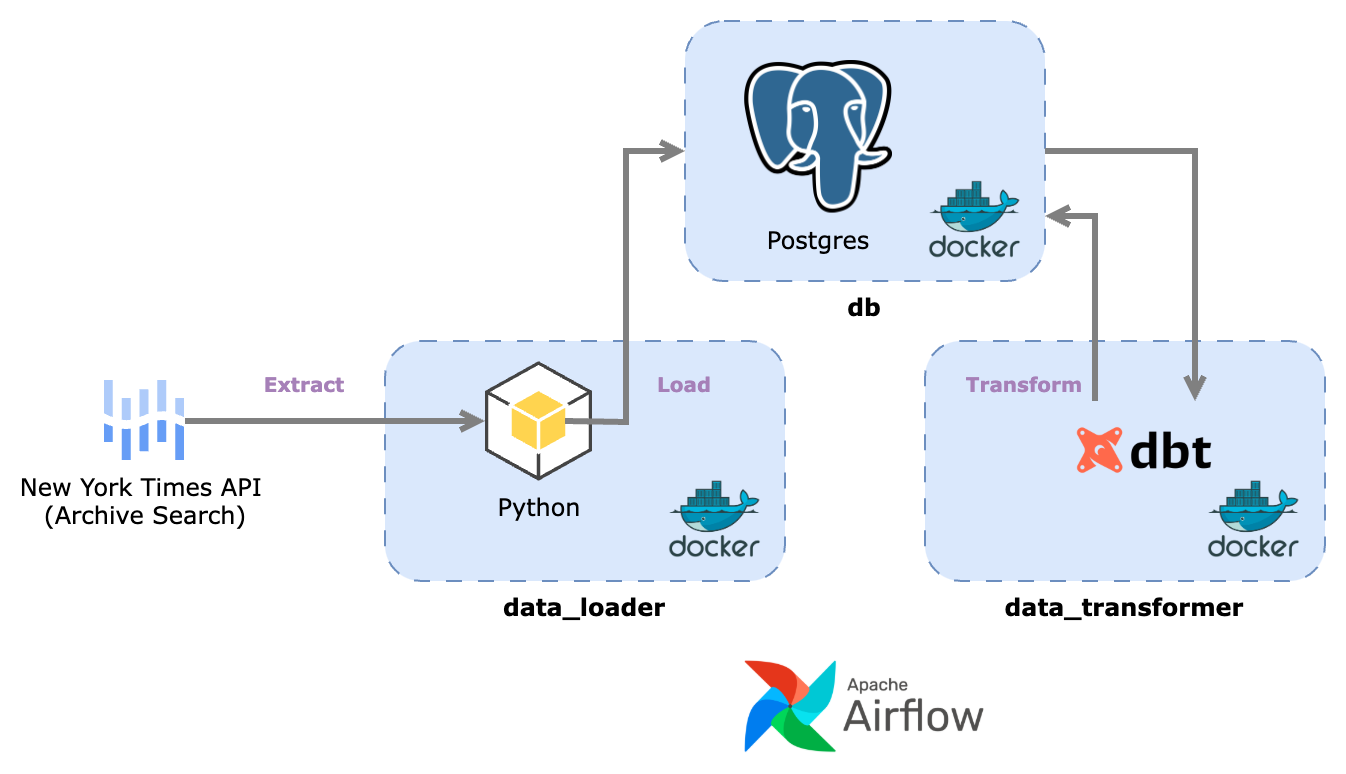 Postgres
docker
db
Extract
Load
Transform
New York Times API
(Archive Search)
Python
docker
dbt
docker
data_loader
data_transformer
Apache
Airflow